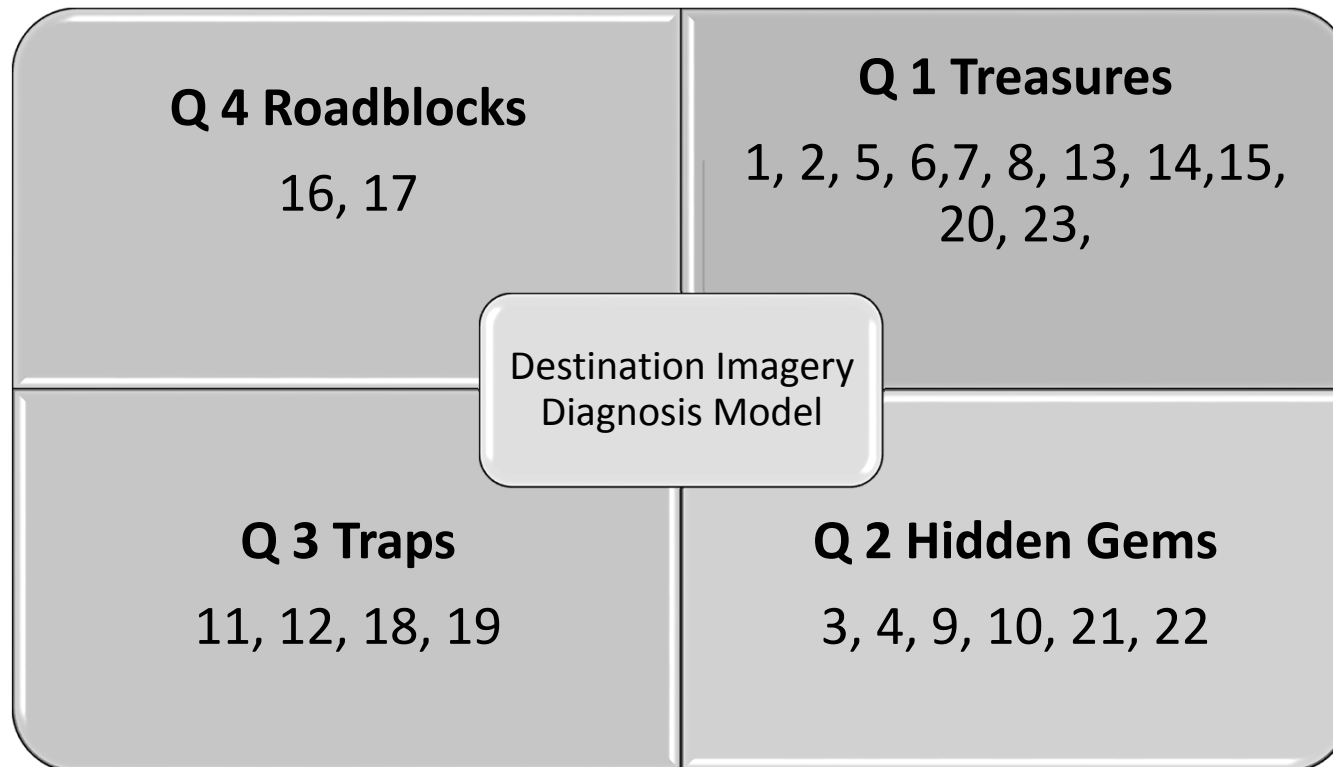 Q 4 Roadblocks
16, 17
Q 1 Treasures
1, 2, 5, 6,7, 8, 13, 14,15,
20, 23,
Destination Imagery
Diagnosis Model
Q 3 Traps
11, 12, 18, 19
Q 2 Hidden Gems
3, 4, 9, 10, 21, 22